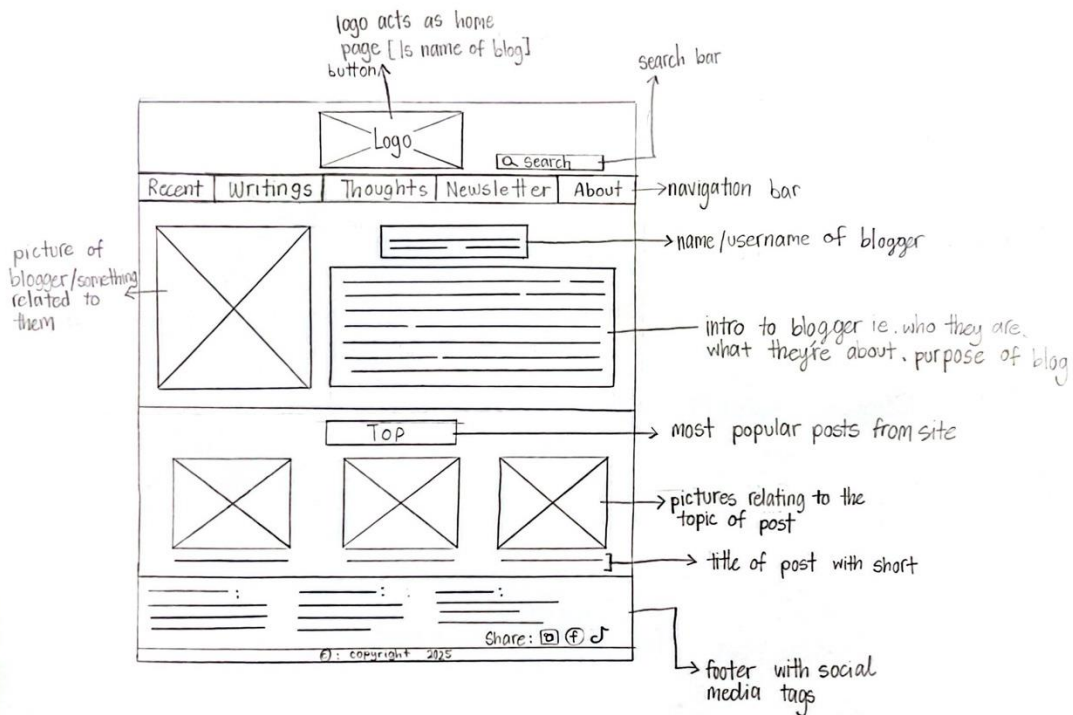 logo acts as home
page [Is name of blog]
button
search bar
Logo
search
Recent Writings Thoughts Newsletter About
navigation bar
name/username of blogger
picture of
blogger/something
related to
them
intro to blogger ie. who they are,
what they're about, purpose of blog
Top
most popular posts from site
pictures relating to the
topic of post
title of post with short
: : :
Share:
©: copyright 2025
footer with social
media tags